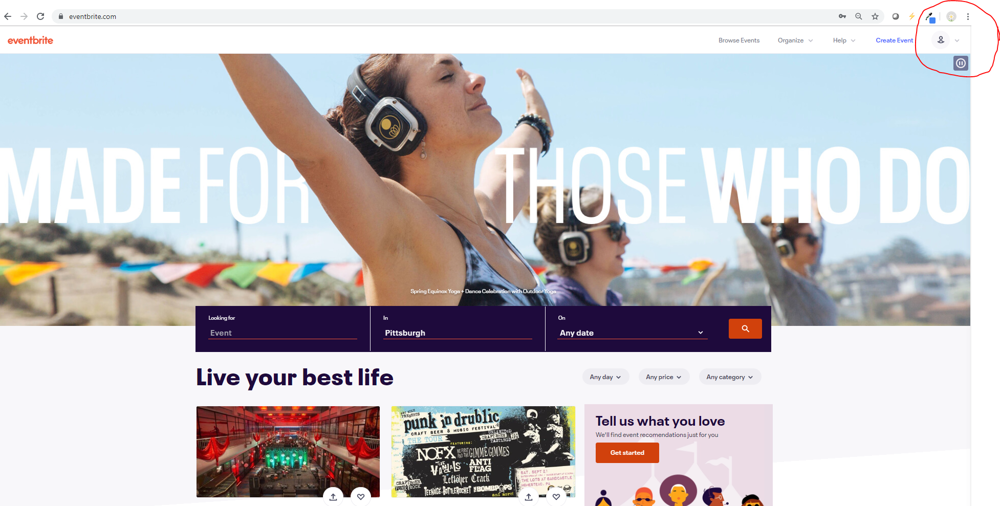 eventbrite.com
eventbrite
Browse Events
Organize
Help
Create Event
MADE FOR THOSE WHO DO
Spring Equinox Yoga + Dance Celebration with Outdoor Yoga
Looking for
Event
In
Pittsburgh
On
Any date
Live your best life
Any day
Any price
Any category
PRESENTS
punk in drublic
CRAFT BEER & MUSIC FESTIVAL
THE TOUR
UNLIMITED
CRAFT BEER
TASTINGS
FEATURING:
NOFX
ME FIRST AND THE GIMME GIMMES
THE VANDALS
ANTI FLAG
Leftöver Crack
TEENAGE BOTTLEROCKET
THE BOMBPOPS
and more!
CRAFT BEER
PUNK ROCK
SAT. SEPT 21
THE LOTS AT SANDCASTLE
HOMESTEAD, PA
Tell us what you love
We'll find event recomendations just for you
Get started